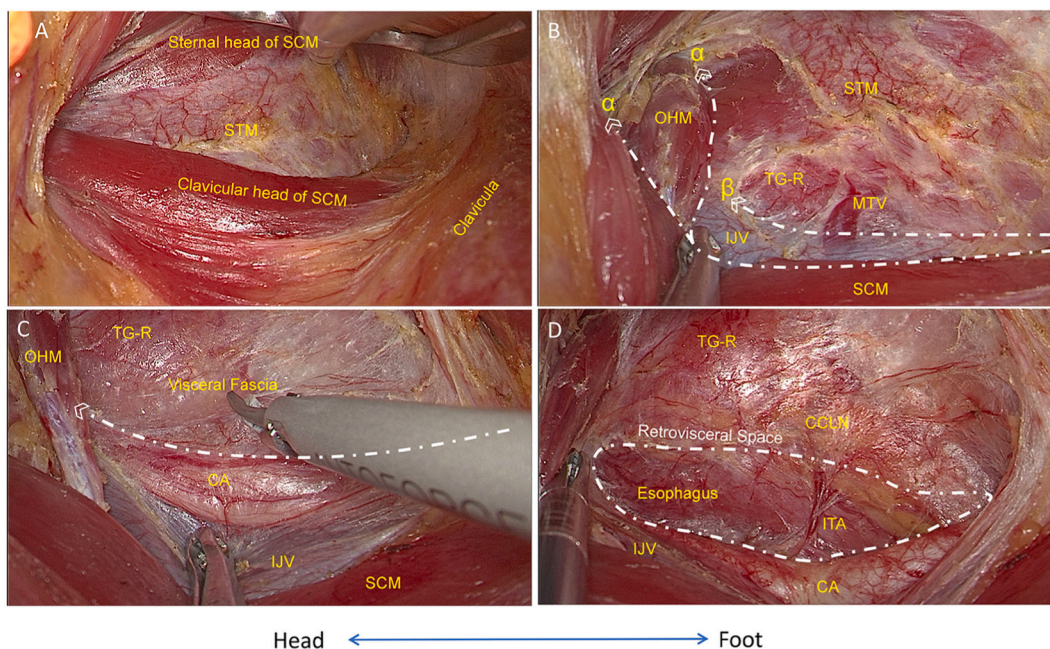 A
Sternal head of SCM
STM
Clavicular head of SCM
Clavicula
B
α
α
OHM
STM
β
TG-R
MTV
IJV
SCM
C
TG-R
OHM
Visceral Fascia
CA
IJV
SCM
D
TG-R
CCLN
Retrovisceral Space
Esophagus
ITA
IJV
CA
Head
Foot